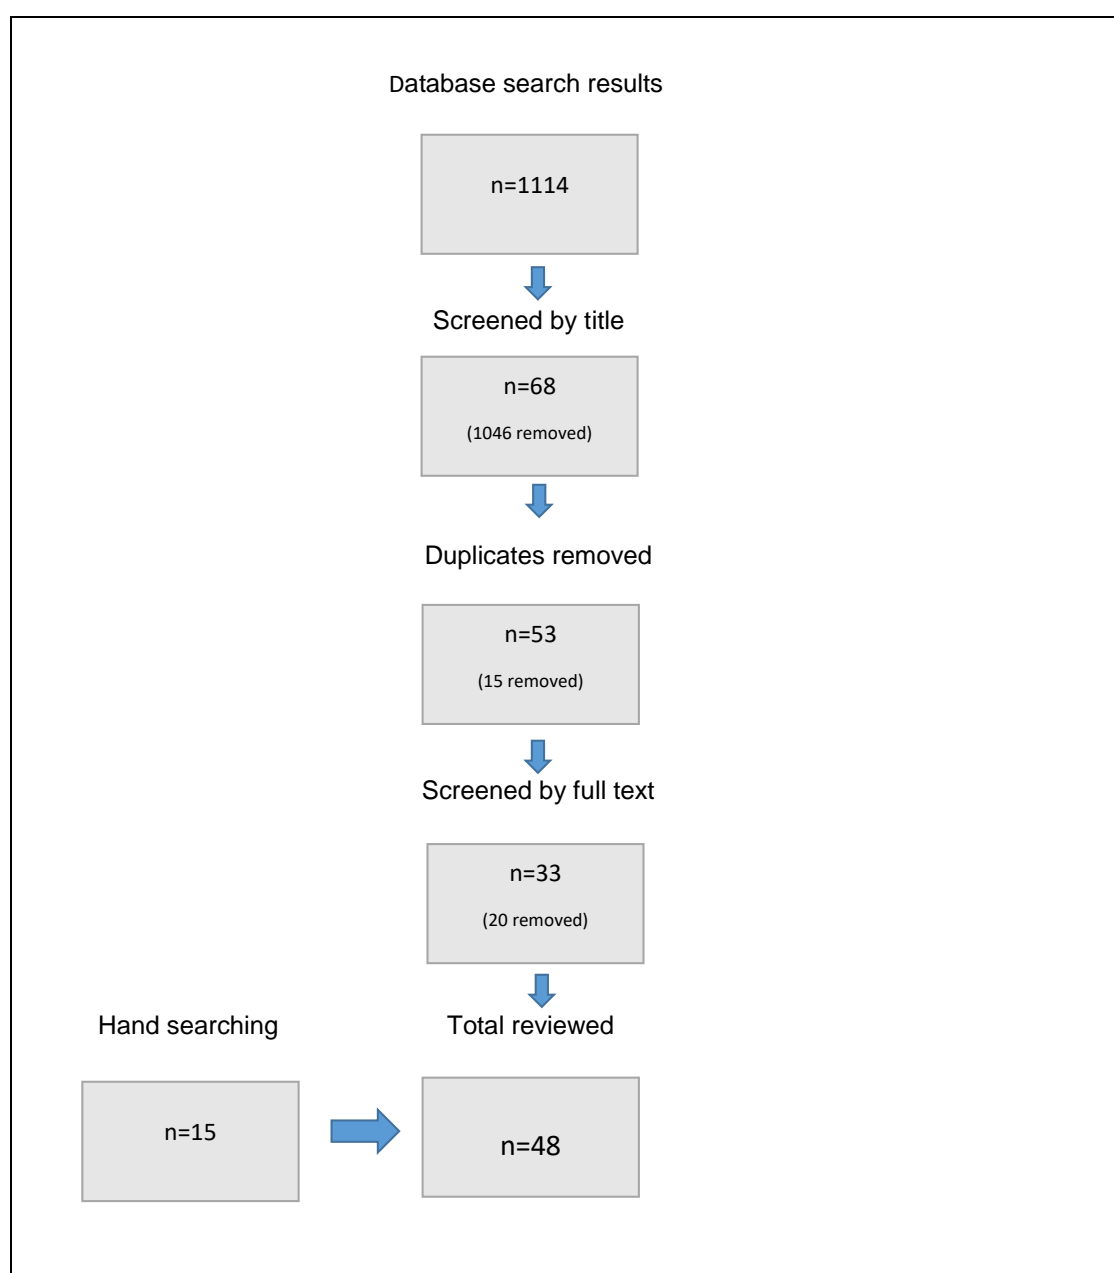 Database search results
n=1114
Screened by title
n=68
(1046 removed)
Duplicates removed
n=53
(15 removed)
Screened by full text
n=33
(20 removed)
Hand searching
Total reviewed
n=15
n=48